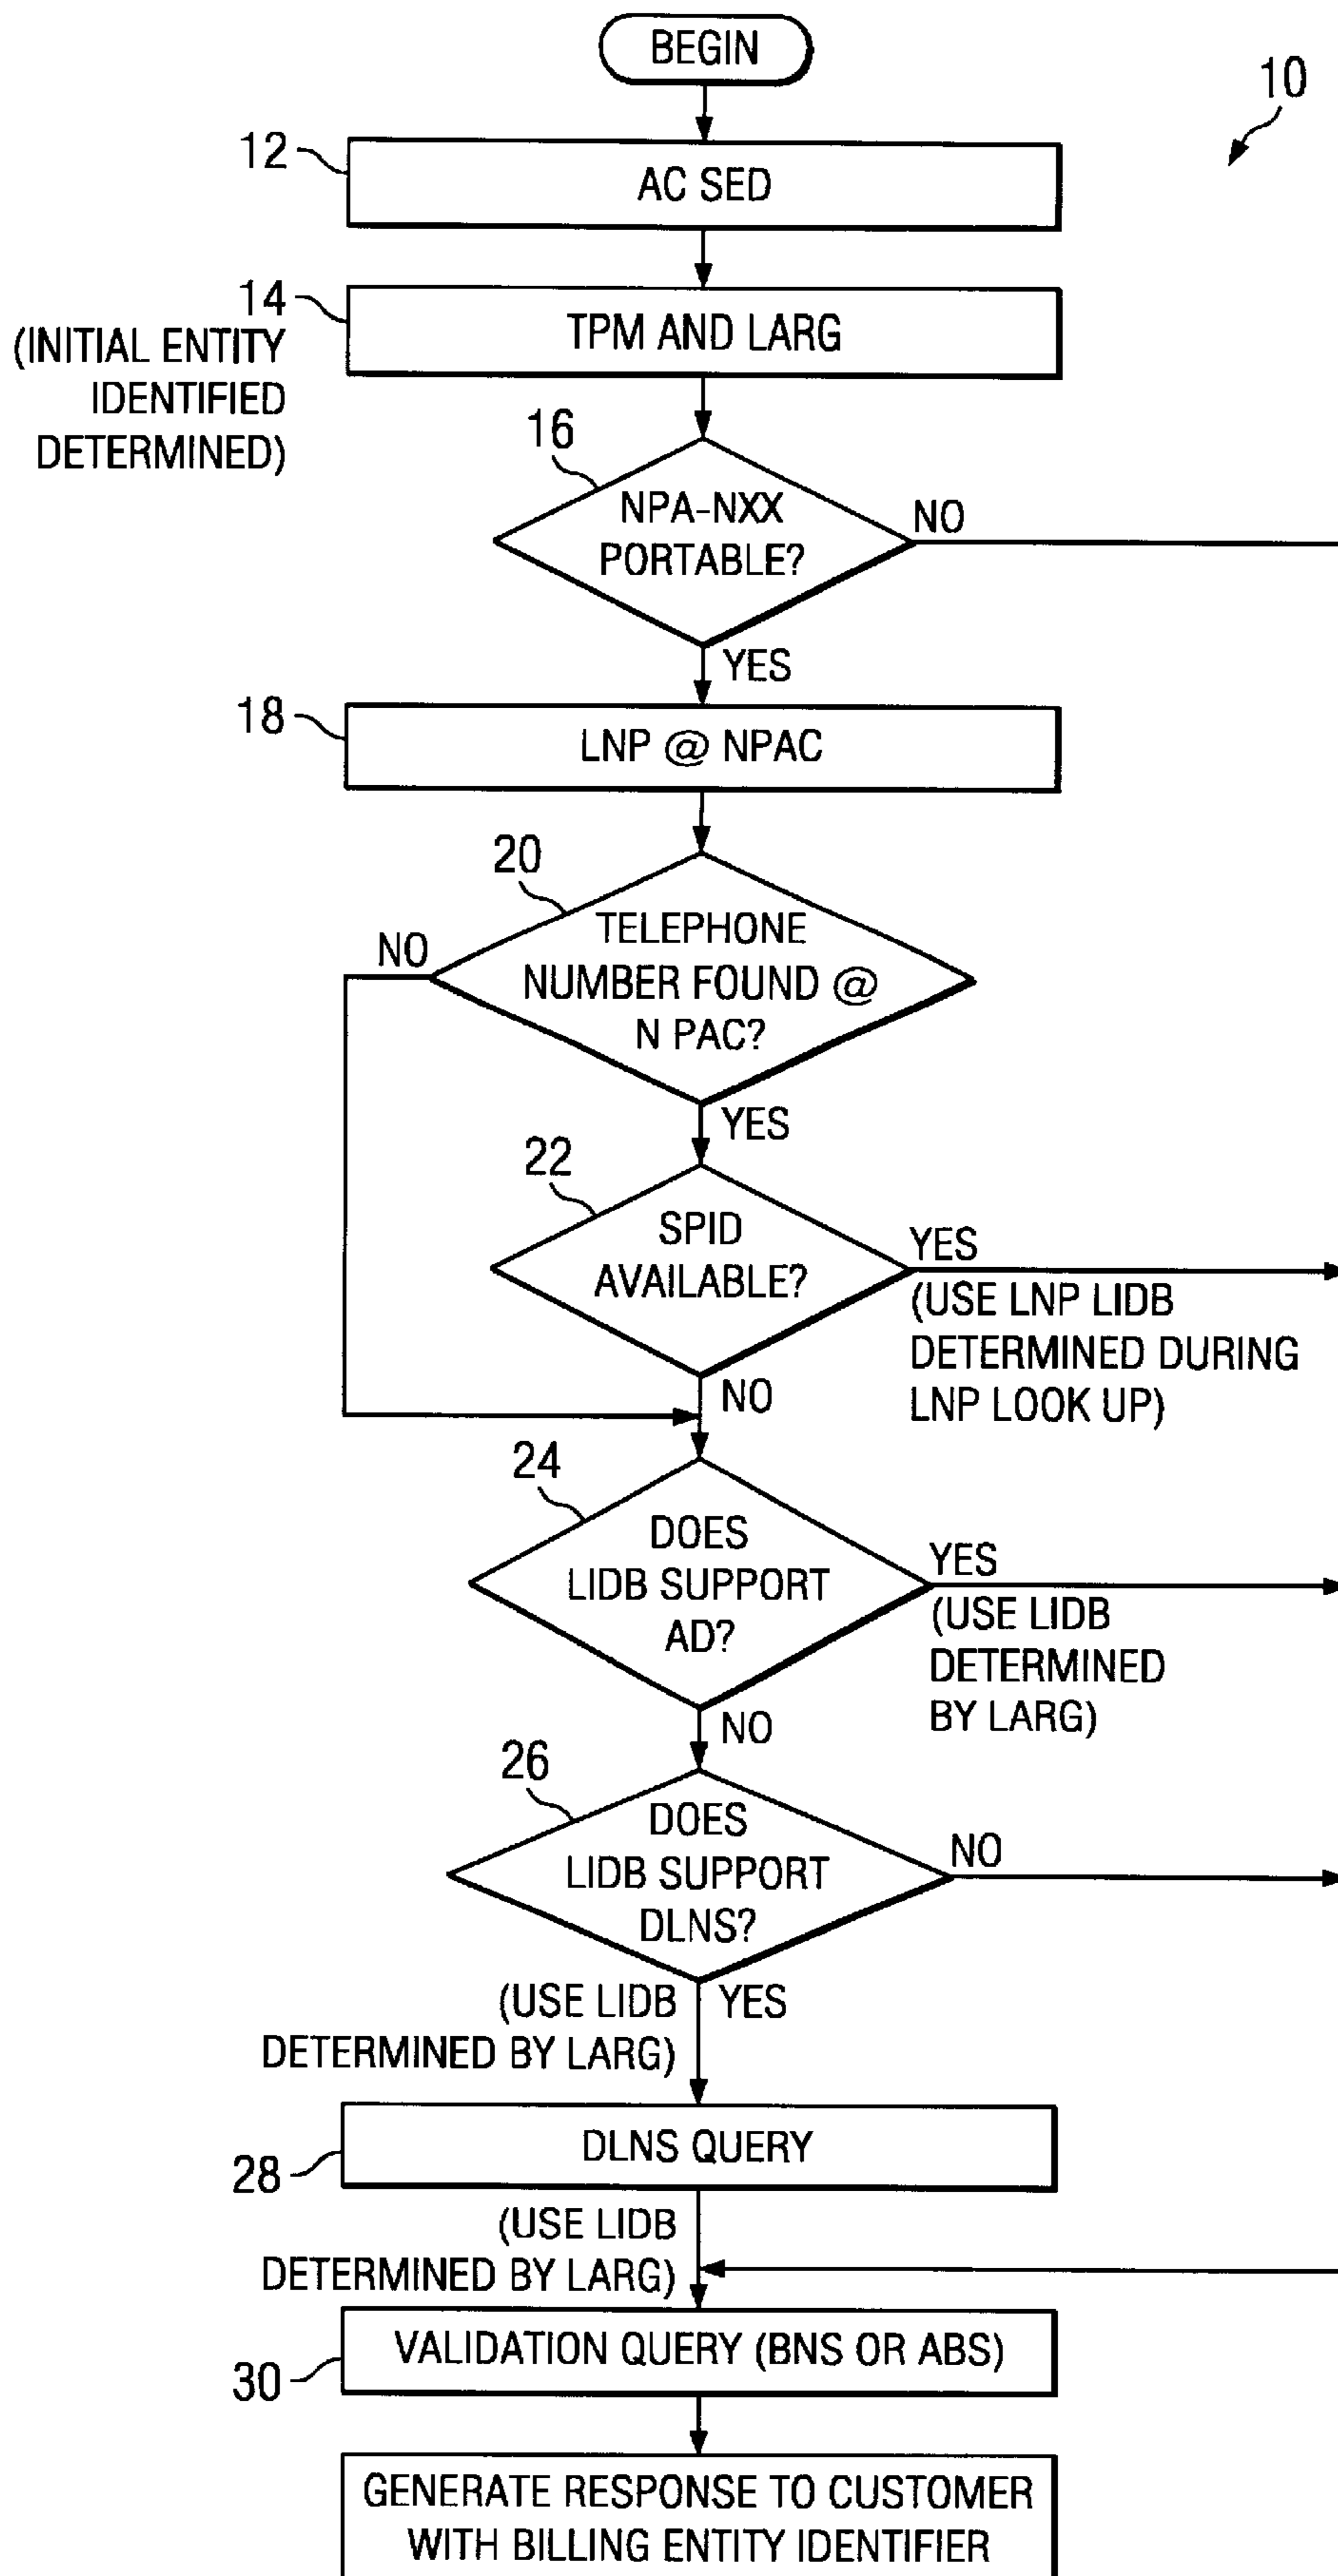 BEGIN
10
12
AC SED
14
(INITIAL ENTITY
IDENTIFIED
DETERMINED)
TPM AND LARG
16
NPA-NXX
PORTABLE?
NO
YES
18
LNP @ NPAC
20
TELEPHONE
NUMBER FOUND @
N PAC?
NO
YES
22
SPID
AVAILABLE?
YES
(USE LNP LIDB
DETERMINED DURING
LNP LOOK UP)
NO
24
DOES
LIDB SUPPORT
AD?
YES
(USE LIDB
DETERMINED
BY LARG)
NO
26
DOES
LIDB SUPPORT
DLNS?
NO
(USE LIDB
DETERMINED BY LARG)
YES
28
DLNS QUERY
(USE LIDB
DETERMINED BY LARG)
30
VALIDATION QUERY (BNS OR ABS)
GENERATE RESPONSE TO CUSTOMER
WITH BILLING ENTITY IDENTIFIER